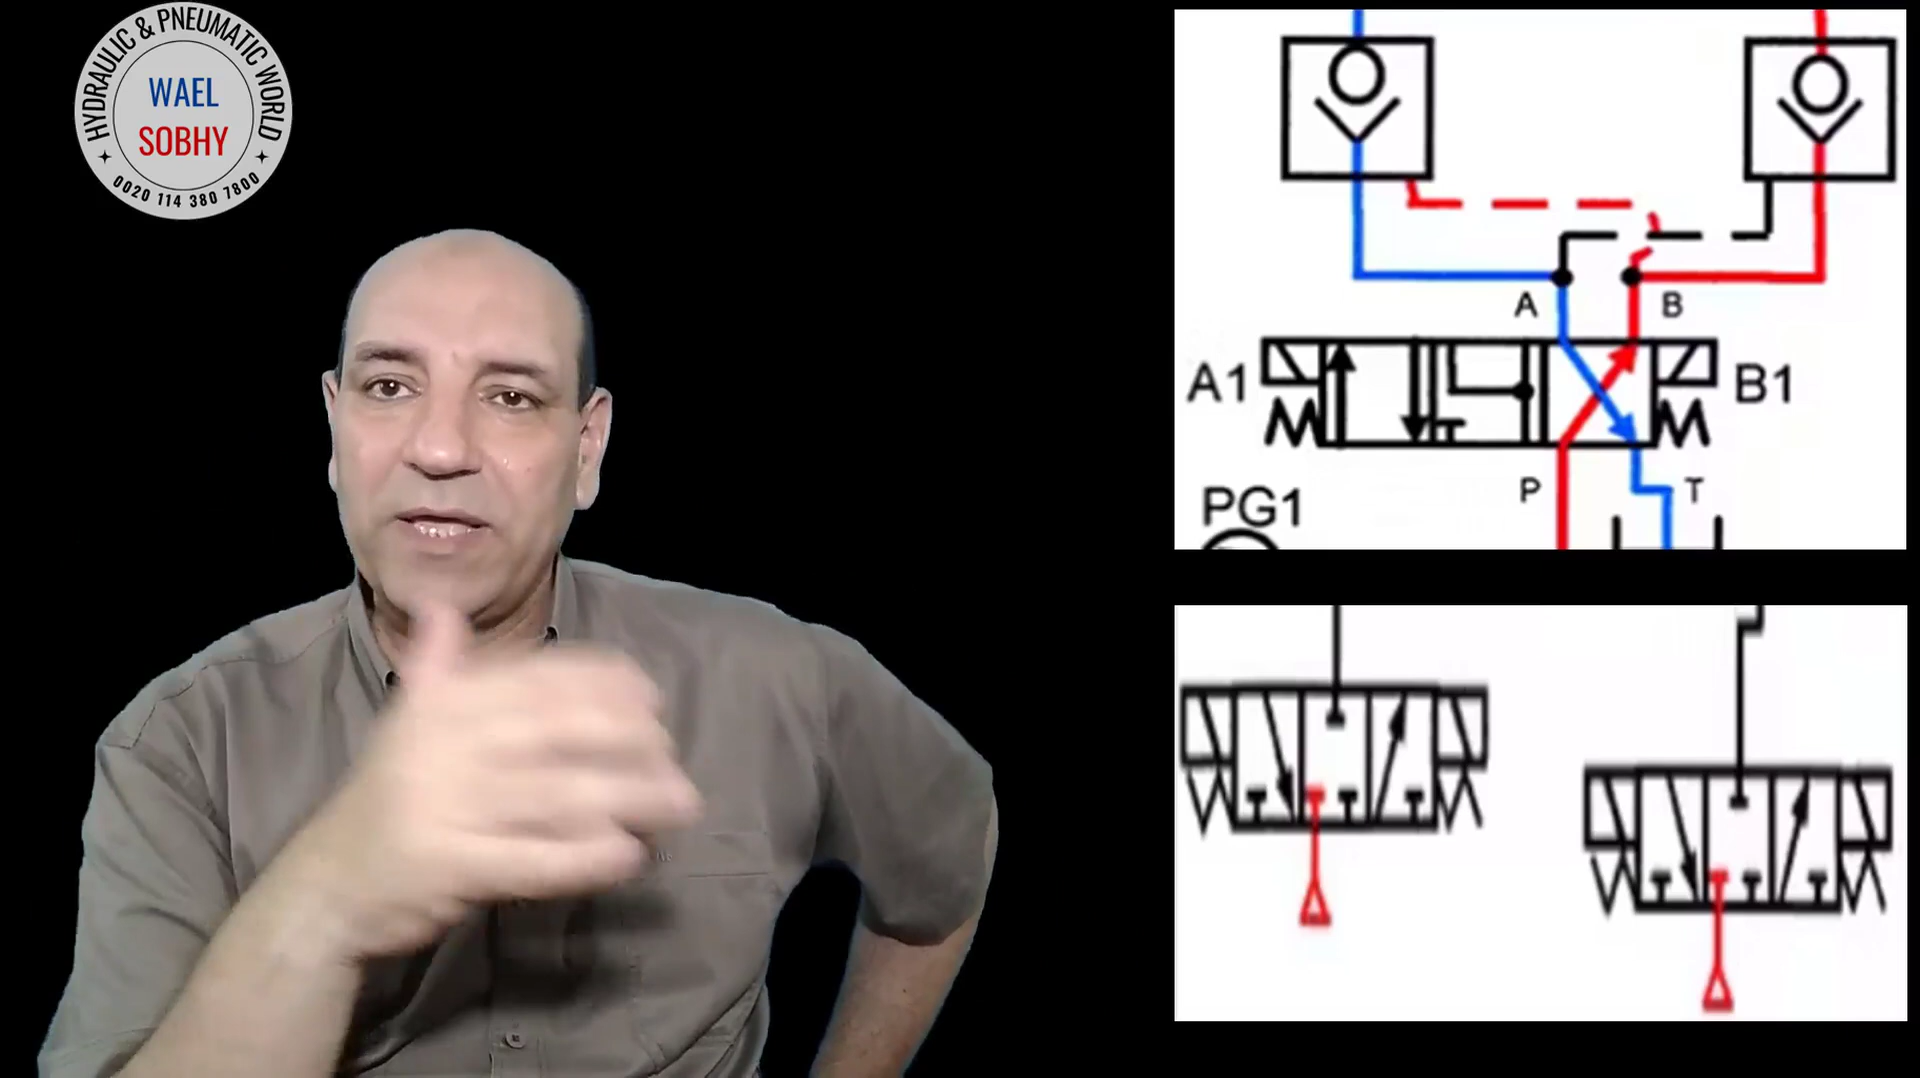 HYDRAULIC & PNEUMATIC WORLD
WAEL
SOBHY
0020 114 380 7800
A
B
A1
B1
P
T
PG1